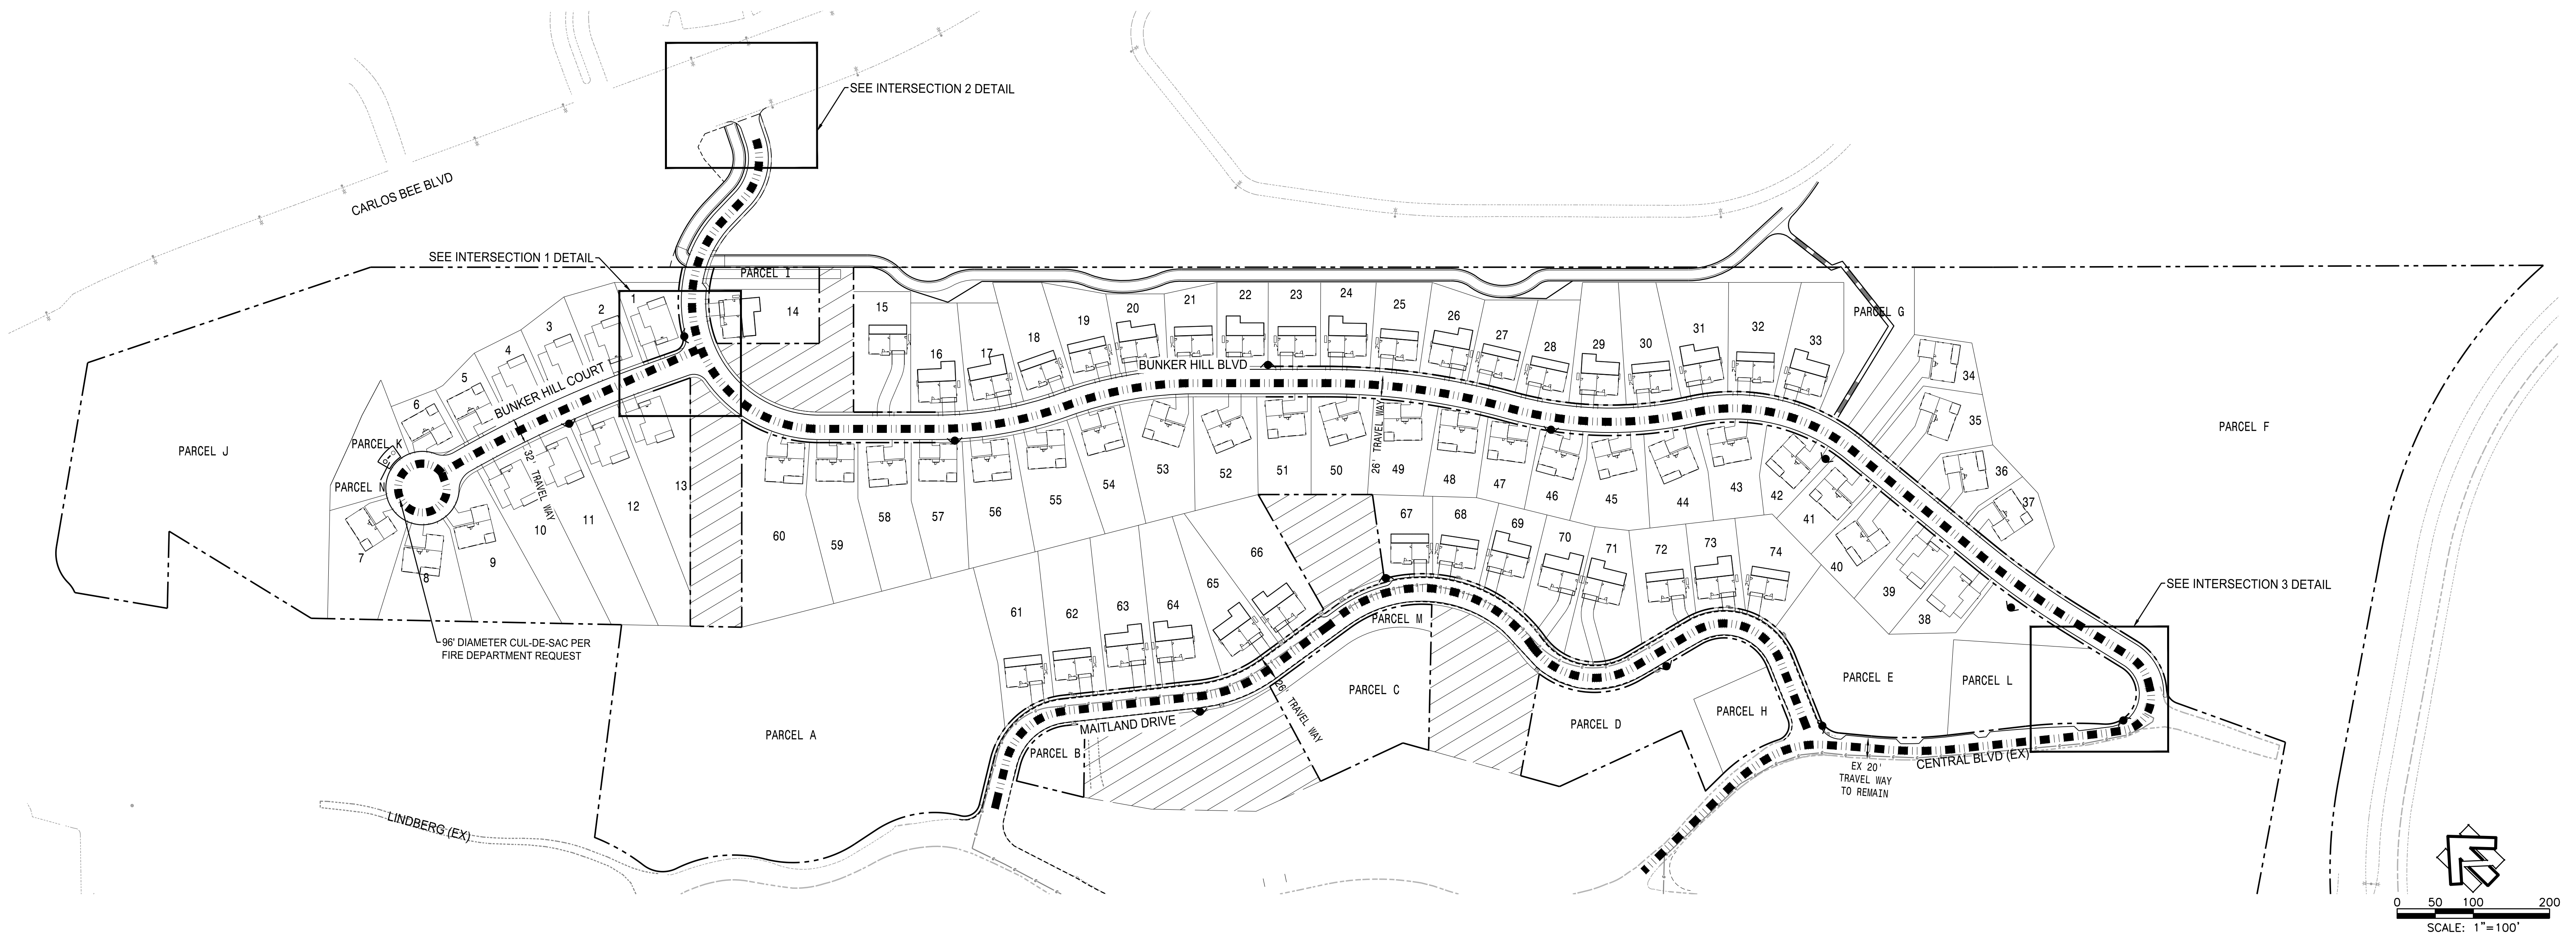 SEE INTERSECTION 2 DETAIL
CARLOS BEE BLVD
SEE INTERSECTION 1 DETAIL
PARCEL I
1
2
3
4
5
6
14
15
16
17
18
19
20
21
22
23
24
25
26
27
28
29
30
31
32
33
PARCEL G
34
35
36
37
BUNKER HILL COURT
BUNKER HILL BLVD
PARCEL J
PARCEL K
PARCEL N
PARCEL F
32' TRAVEL WAY
26' TRAVEL WAY
7
8
9
10
11
12
13
60
59
58
57
56
55
54
53
52
51
50
49
48
47
46
45
44
43
42
41
40
39
38
96' DIAMETER CUL-DE-SAC PER
FIRE DEPARTMENT REQUEST
61
62
63
64
65
66
67
68
69
70
71
72
73
74
SEE INTERSECTION 3 DETAIL
PARCEL M
PARCEL E
PARCEL L
PARCEL C
PARCEL H
PARCEL D
PARCEL A
PARCEL B
MAITLAND DRIVE
26' TRAVEL WAY
CENTRAL BLVD (EX)
EX 20'
TRAVEL WAY
TO REMAIN
LINDBERG (EX)
0 50 100 200
SCALE: 1"=100'